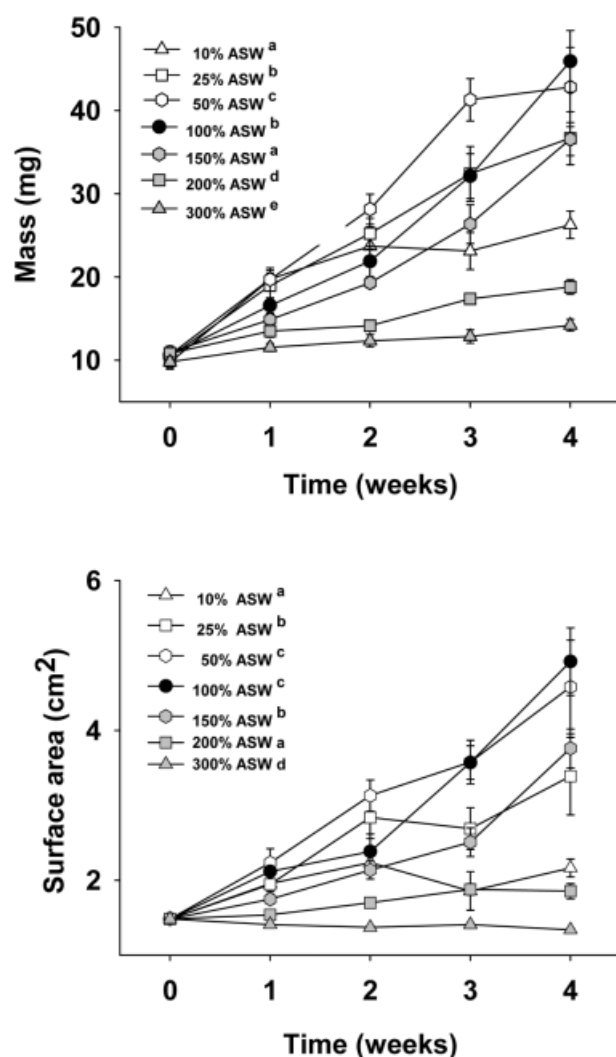 50
40
30
20
10
Mass (mg)
10% ASW a
25% ASW b
50% ASW c
100% ASW b
150% ASW a
200% ASW d
300% ASW e
0 1 2 3 4
Time (weeks)
6
4
2
Surface area (cm²)
10% ASW a
25% ASW b
50% ASW c
100% ASW c
150% ASW b
200% ASW a
300% ASW d
0 1 2 3 4
Time (weeks)